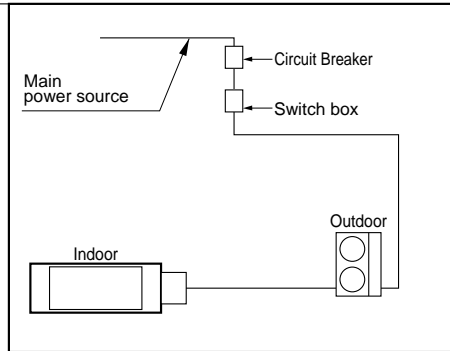 Circuit Breaker
Main
power source
Switch box
Outdoor
Indoor